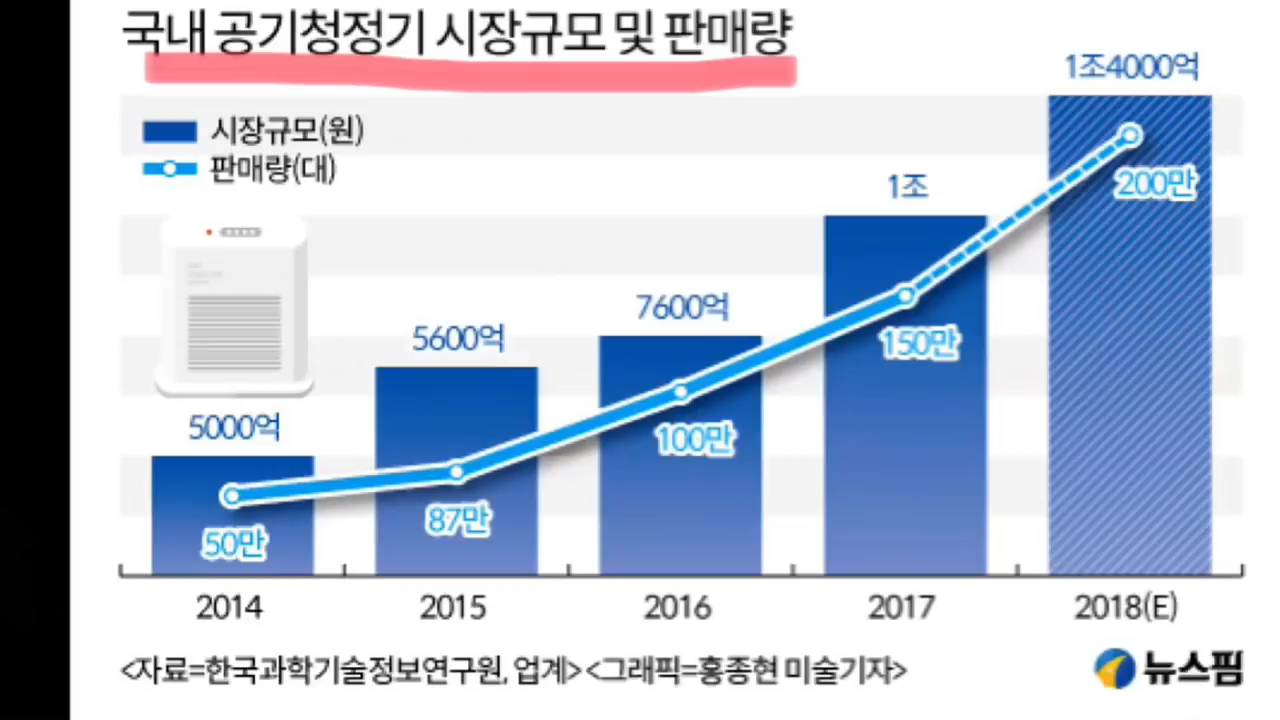 국내 공기청정기 시장규모 및 판매량
시장규모(원)
판매량(대)
5000억
5600억
7600억
1조
1조4000억
50만
87만
100만
150만
200만
2014
2015
2016
2017
2018(E)
<자료=한국과학기술정보연구원, 업계><그래픽=홍종현 미술기자>
뉴스핌